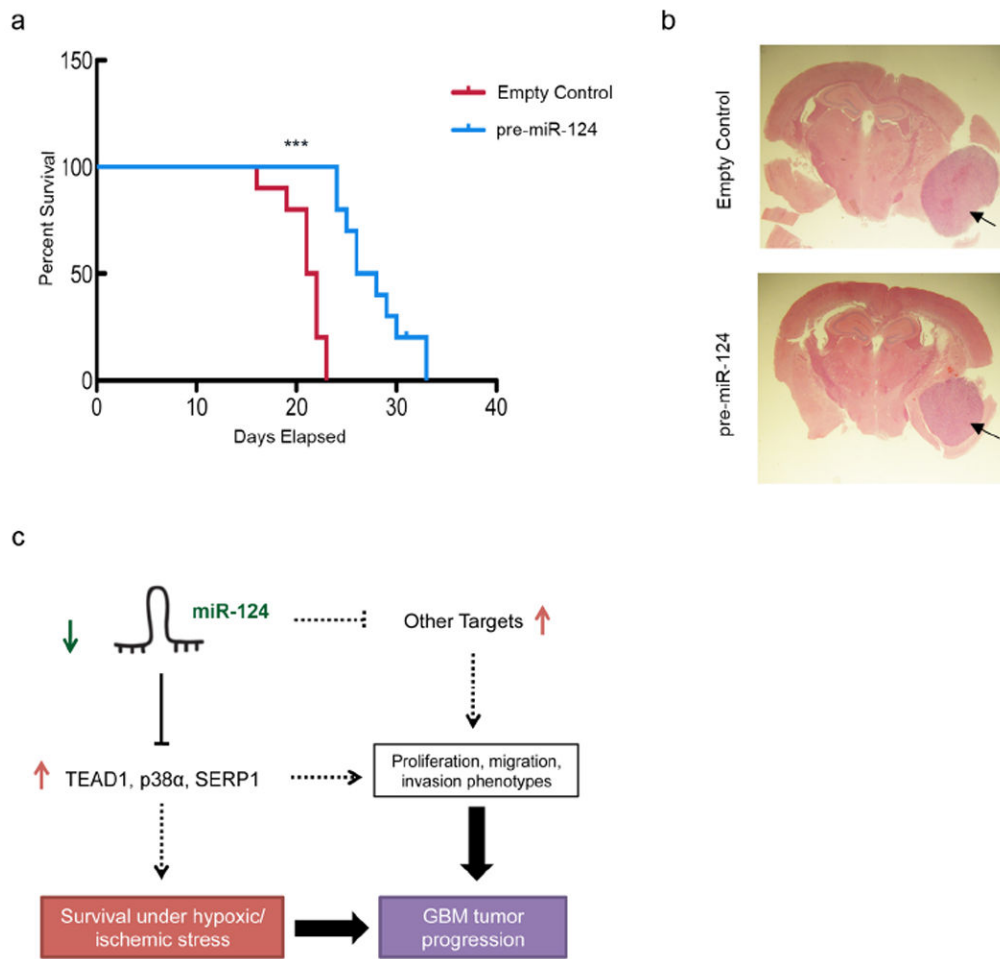 a
150
100
50
0
Percent Survival
***
0 10 20 30 40
Days Elapsed
Empty Control
pre-miR-124
b
Empty Control
pre-miR-124
c
miR-124
Other Targets
TEAD1, p38α, SERP1
Proliferation, migration,
invasion phenotypes
Survival under hypoxic/
ischemic stress
GBM tumor
progression